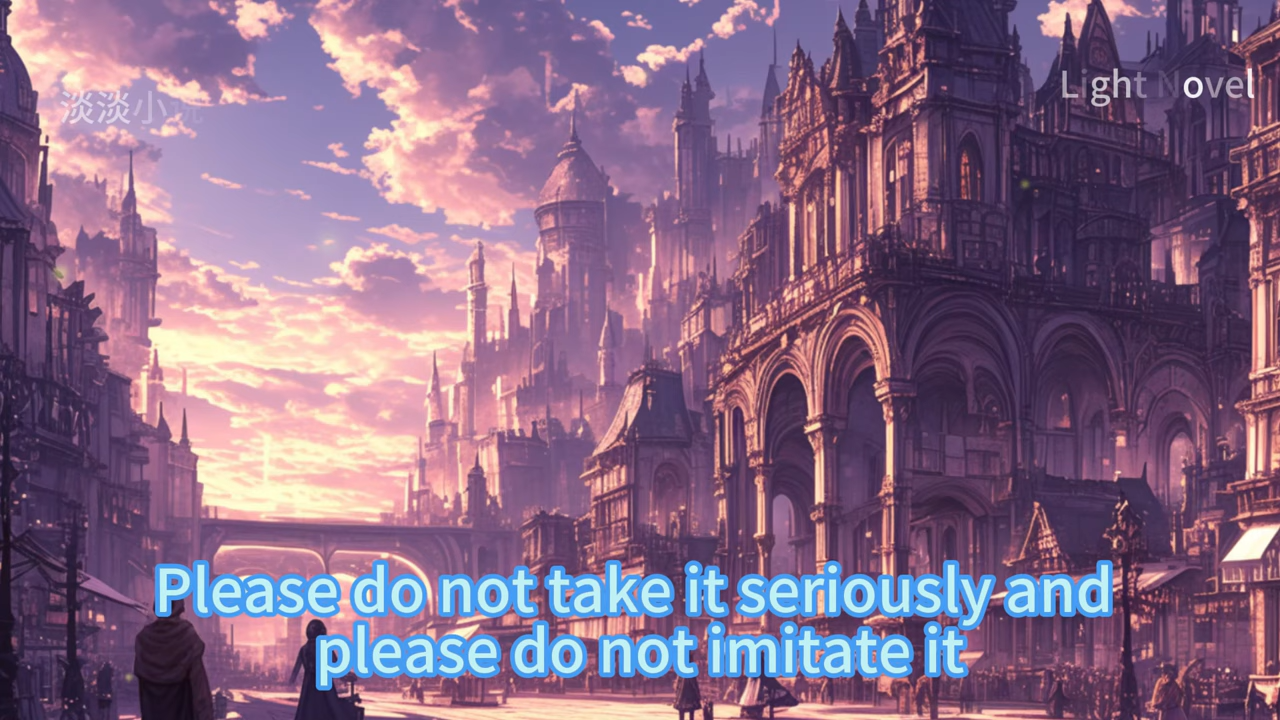 Light Novel
淡淡小说
Please do not take it seriously and
please do not imitate it